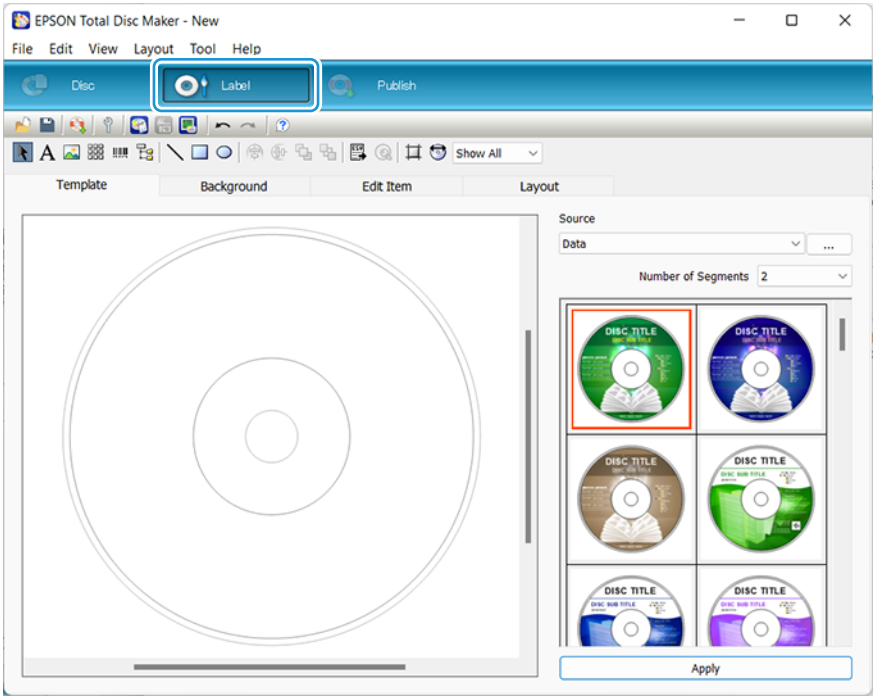 EPSON Total Disc Maker - New
File Edit View Layout Tool Help
Disc Label Publish
A Show All
Template Background Edit Item Layout
Source
Data ...
Number of Segments 2
DISC TITLE DISC TITLE
DISC SUB TITLE DISC SUB TITLE
DISC TITLE DISC TITLE
DISC SUB TITLE DISC SUB TITLE
DISC TITLE DISC TITLE
DISC SUB TITLE DISC SUB TITLE
Apply